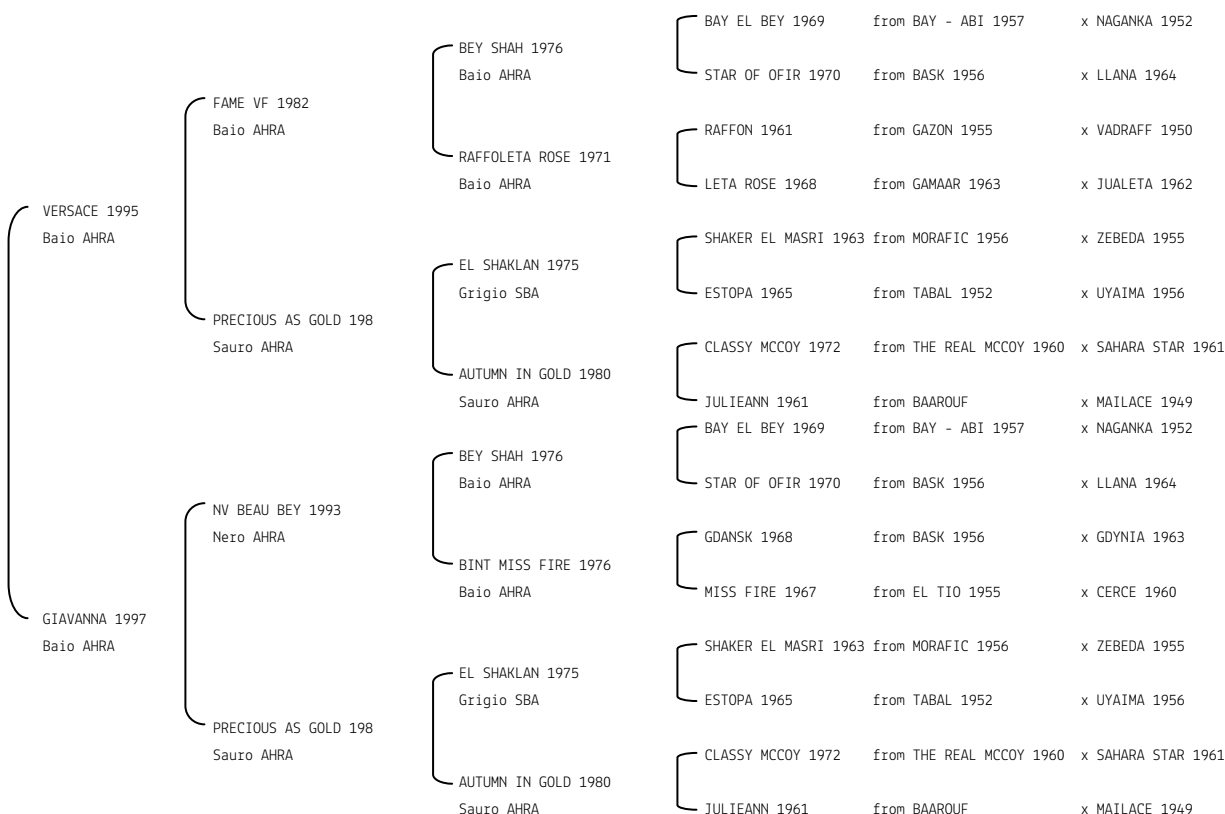 BAY EL BEY 1969 from BAY - ABI 1957 x NAGANKA 1952
BEY SHAH 1976
Baio AHRA STAR OF OFIR 1970 from BASK 1956 x LLANA 1964
FAME VF 1982
Baio AHRA RAFFON 1961 from GAZON 1955 x VADRAFF 1950
RAFFOLETA ROSE 1971
Baio AHRA LETA ROSE 1968 from GAMAAR 1963 x JUALETA 1962
VERSACE 1995
Baio AHRA SHAKER EL MASRI 1963 from MORAFIC 1956 x ZEBEDA 1955
EL SHAKLAN 1975
Grigio SBA ESTOPA 1965 from TABAL 1952 x UYAIMA 1956
PRECIOUS AS GOLD 198
Sauro AHRA CLASSY MCCOY 1972 from THE REAL MCCOY 1960 x SAHARA STAR 1961
AUTUMN IN GOLD 1980
Sauro AHRA JULIEANN 1961 from BAAROUF x MAILACE 1949
BAY EL BEY 1969 from BAY - ABI 1957 x NAGANKA 1952
BEY SHAH 1976
Baio AHRA STAR OF OFIR 1970 from BASK 1956 x LLANA 1964
NV BEAU BEY 1993
Nero AHRA GDANSK 1968 from BASK 1956 x GDYNIA 1963
BINT MISS FIRE 1976
Baio AHRA MISS FIRE 1967 from EL TIO 1955 x CERCE 1960
GIAVANNA 1997
Baio AHRA SHAKER EL MASRI 1963 from MORAFIC 1956 x ZEBEDA 1955
EL SHAKLAN 1975
Grigio SBA ESTOPA 1965 from TABAL 1952 x UYAIMA 1956
PRECIOUS AS GOLD 198
Sauro AHRA CLASSY MCCOY 1972 from THE REAL MCCOY 1960 x SAHARA STAR 1961
AUTUMN IN GOLD 1980
Sauro AHRA JULIEANN 1961 from BAAROUF x MAILACE 1949